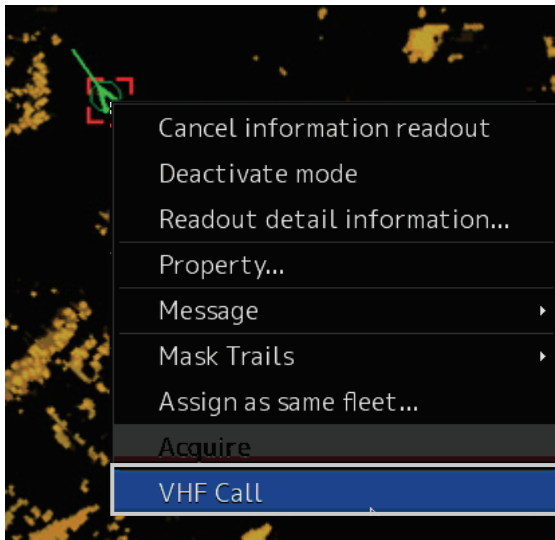 Cancel information readout
Deactivate mode
Readout detail information...
Property...
Message
Mask Trails
Assign as same fleet...
Acquire
VHF Call